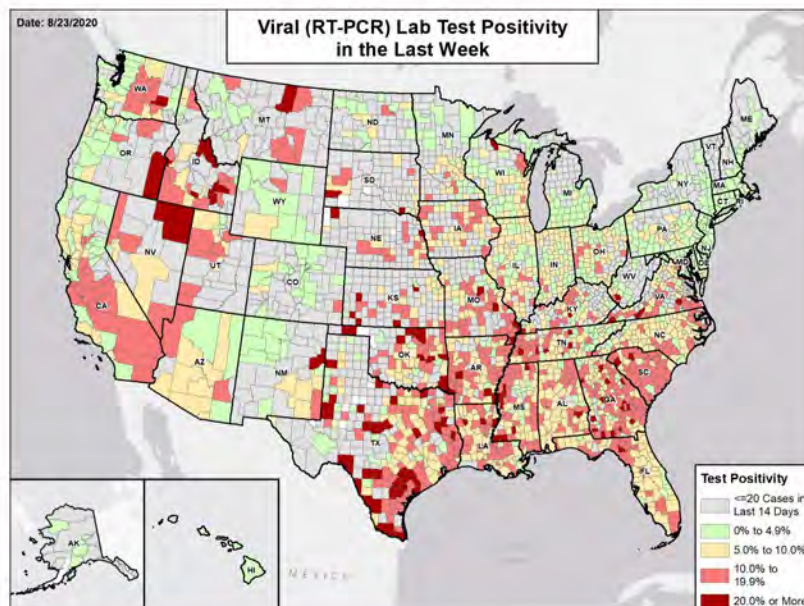 Date: 8/23/2020
Viral (RT-PCR) Lab Test Positivity
in the Last Week
WA
MT
ND
MN
ME
OR
ID
SD
WI
VT
NH
WY
MI
NY
MA
CT
RI
NV
NE
IA
PA
NJ
UT
IL
IN
OH
MD
DE
CA
CO
KS
MO
WV
VA
KY
AZ
NM
OK
AR
TN
NC
SC
TX
LA
MS
AL
GA
FL
AK
HI
MEXICO
Test Positivity
<=20 Cases in
Last 14 Days
0% to 4.9%
5.0% to 10.0%
10.0% to
19.9%
20.0% or More